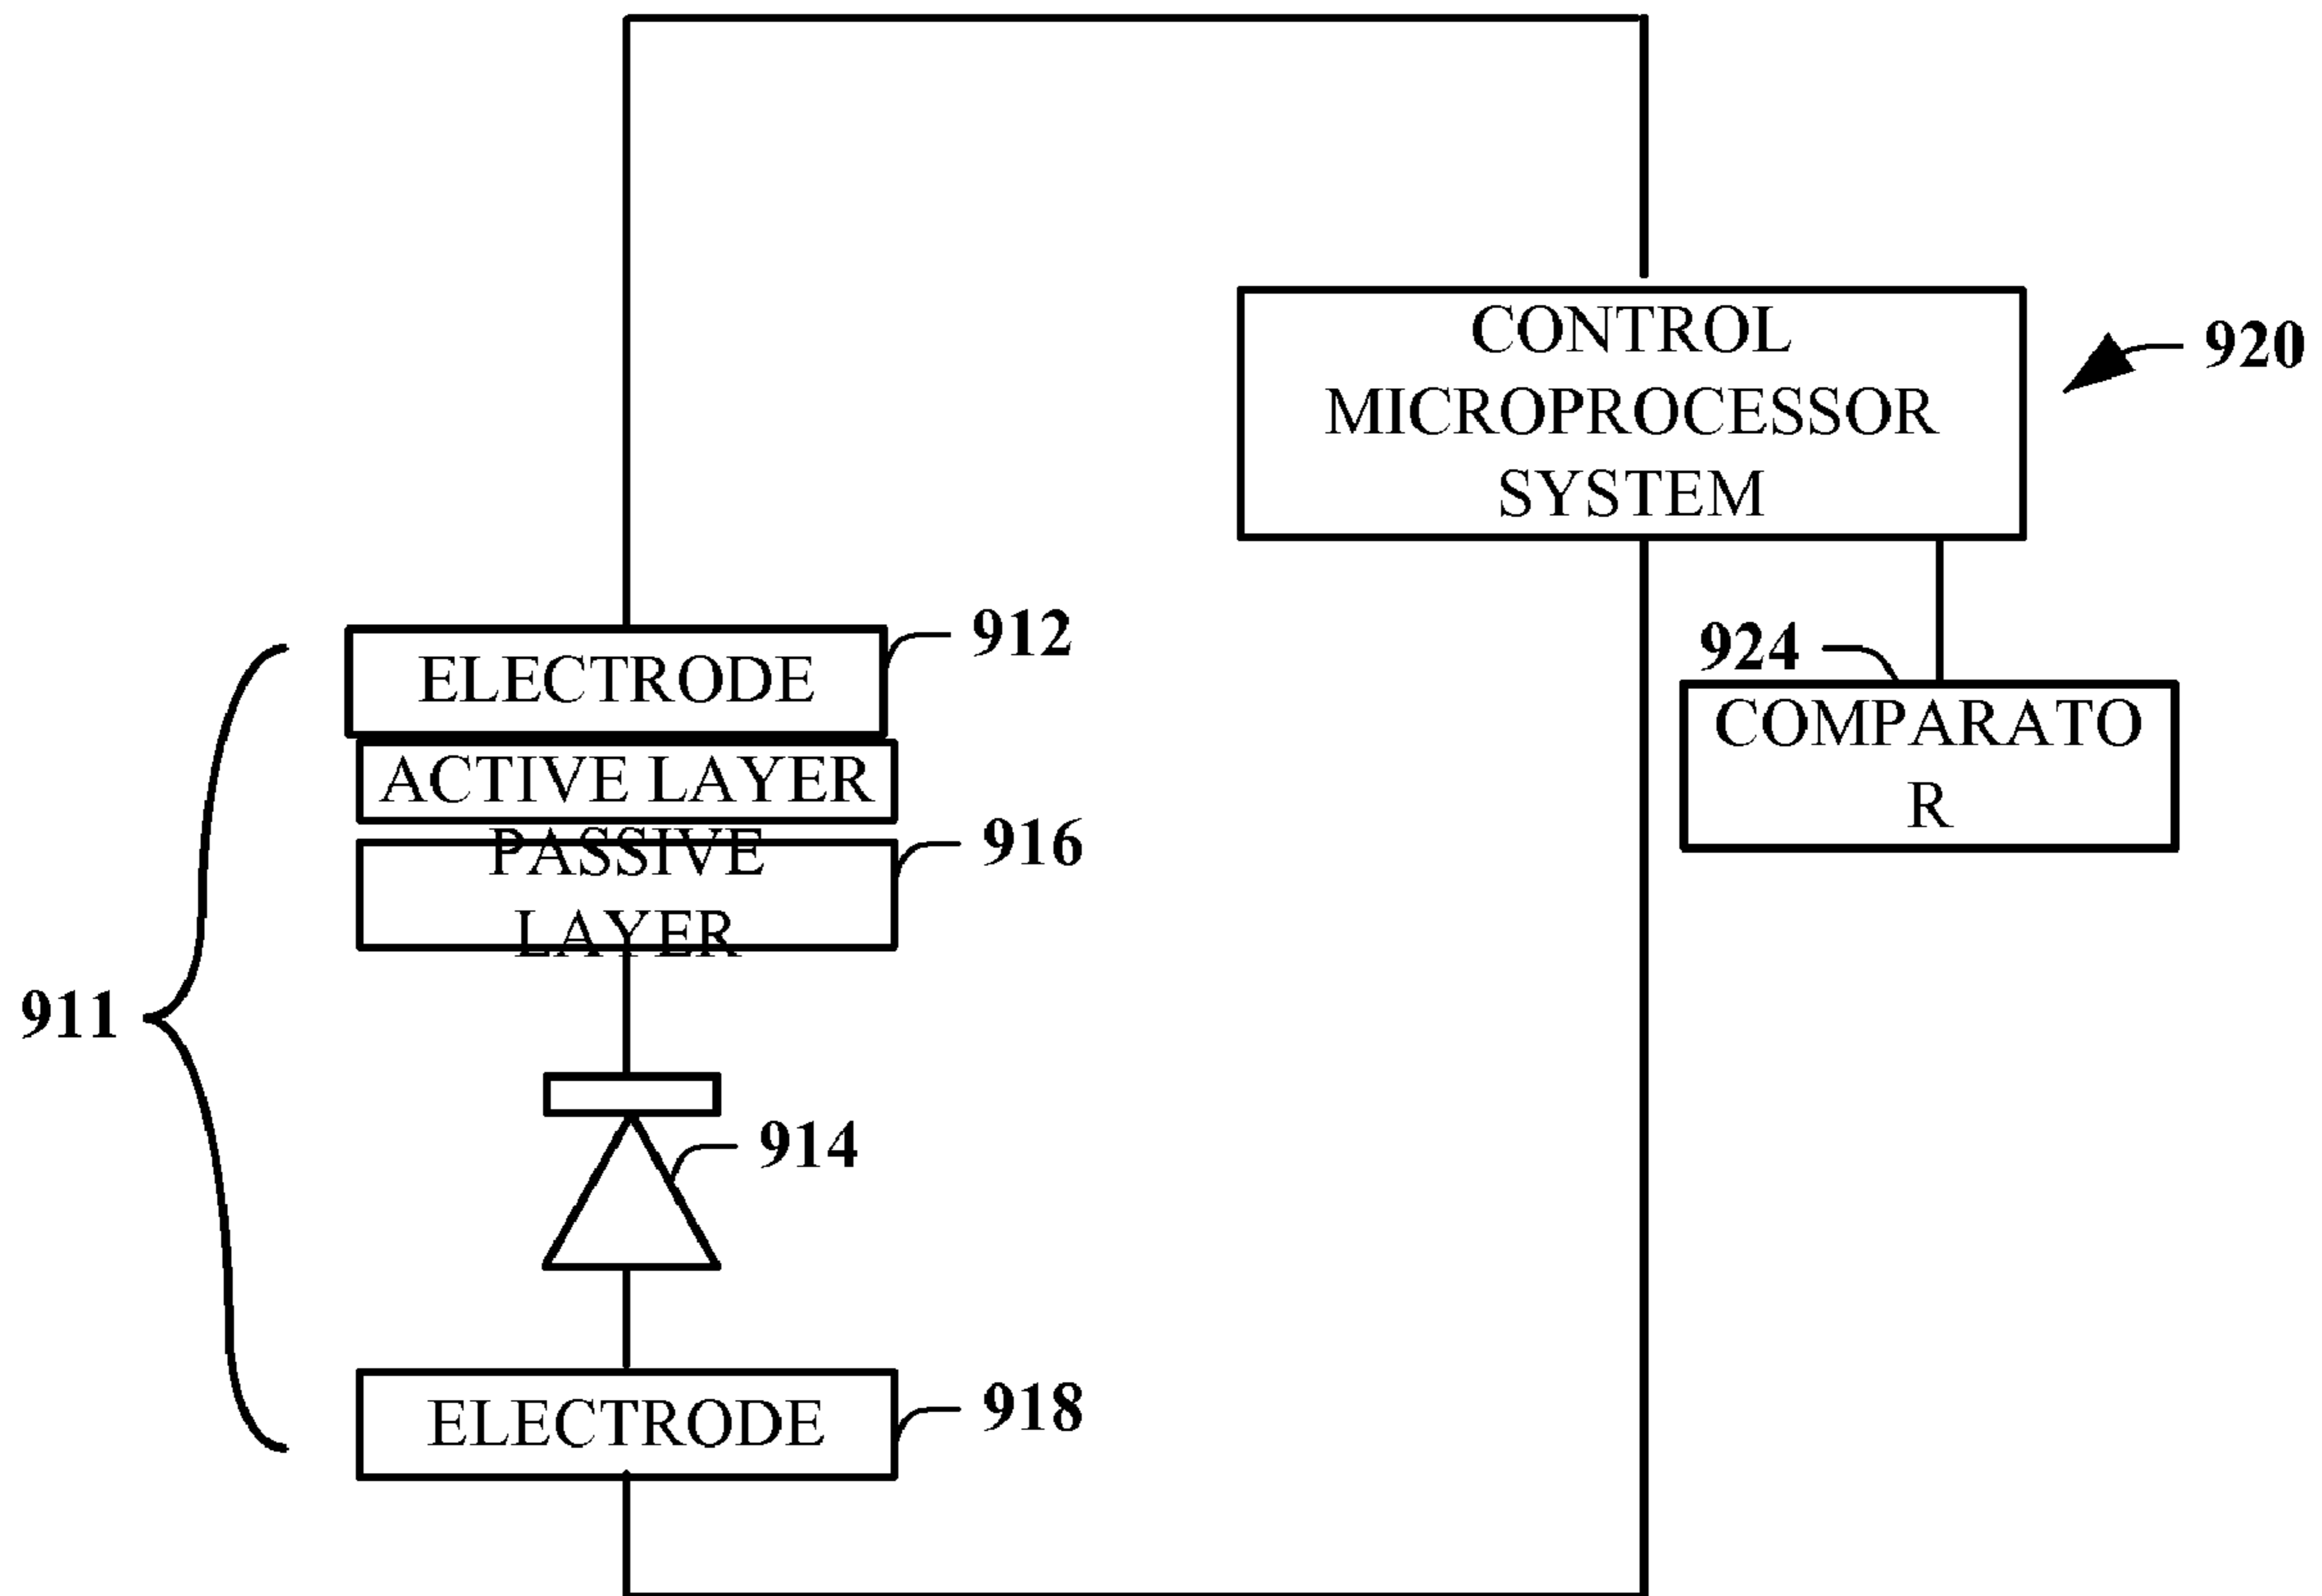 CONTROL
MICROPROCESSOR
SYSTEM
920
912
ELECTRODE
924
COMPARATO
R
ACTIVE LAYER
PASSIVE
LAYER
916
911
914
ELECTRODE
918